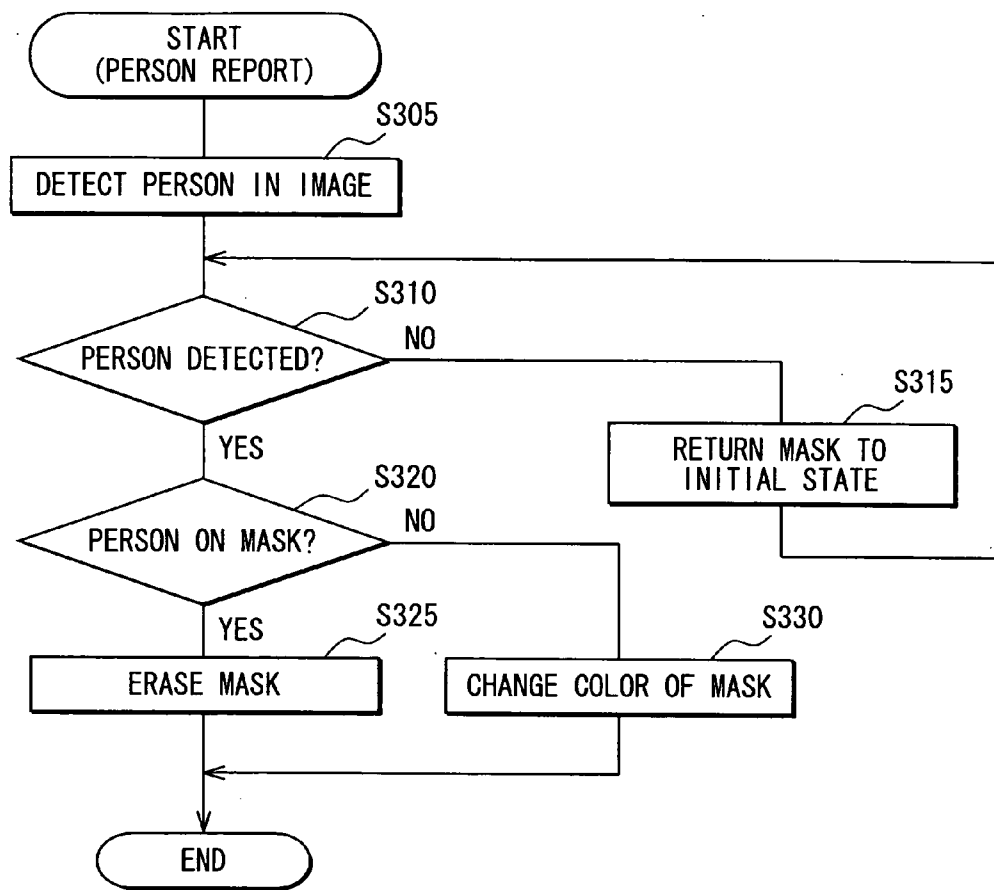 START
(PERSON REPORT)
S305
DETECT PERSON IN IMAGE
S310
PERSON DETECTED?
NO
S315
RETURN MASK TO
INITIAL STATE
YES
S320
PERSON ON MASK?
NO
YES
S325
ERASE MASK
S330
CHANGE COLOR OF MASK
END